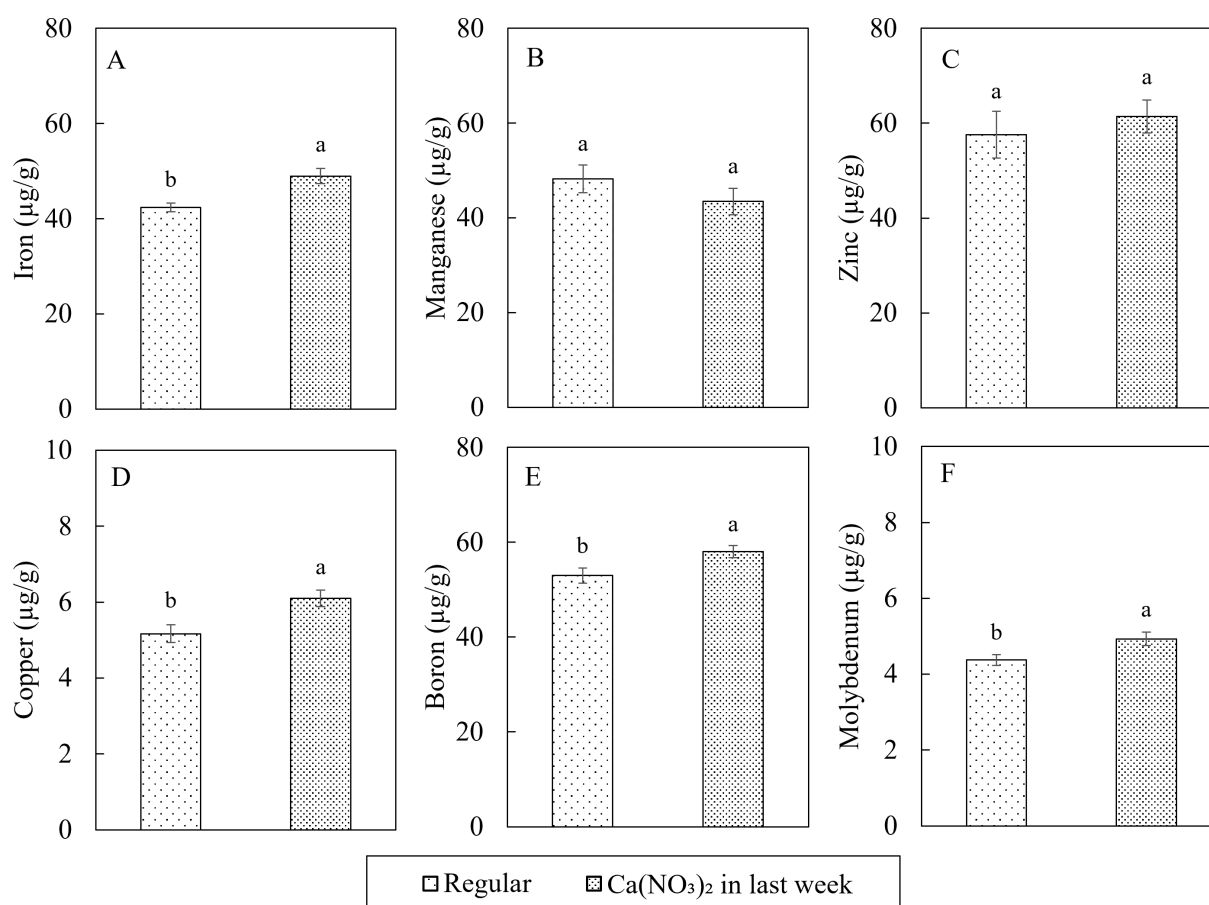 A
Iron (µg/g)
80
60
40
20
0
b
a
B
Manganese (µg/g)
80
60
40
20
0
a
a
C
Zinc (µg/g)
80
60
40
20
0
a
a
D
Copper (µg/g)
10
8
6
4
2
0
b
a
E
Boron (µg/g)
80
60
40
20
0
b
a
F
Molybdenum (µg/g)
10
8
6
4
2
0
b
a
Regular Ca(NO₃)₂ in last week